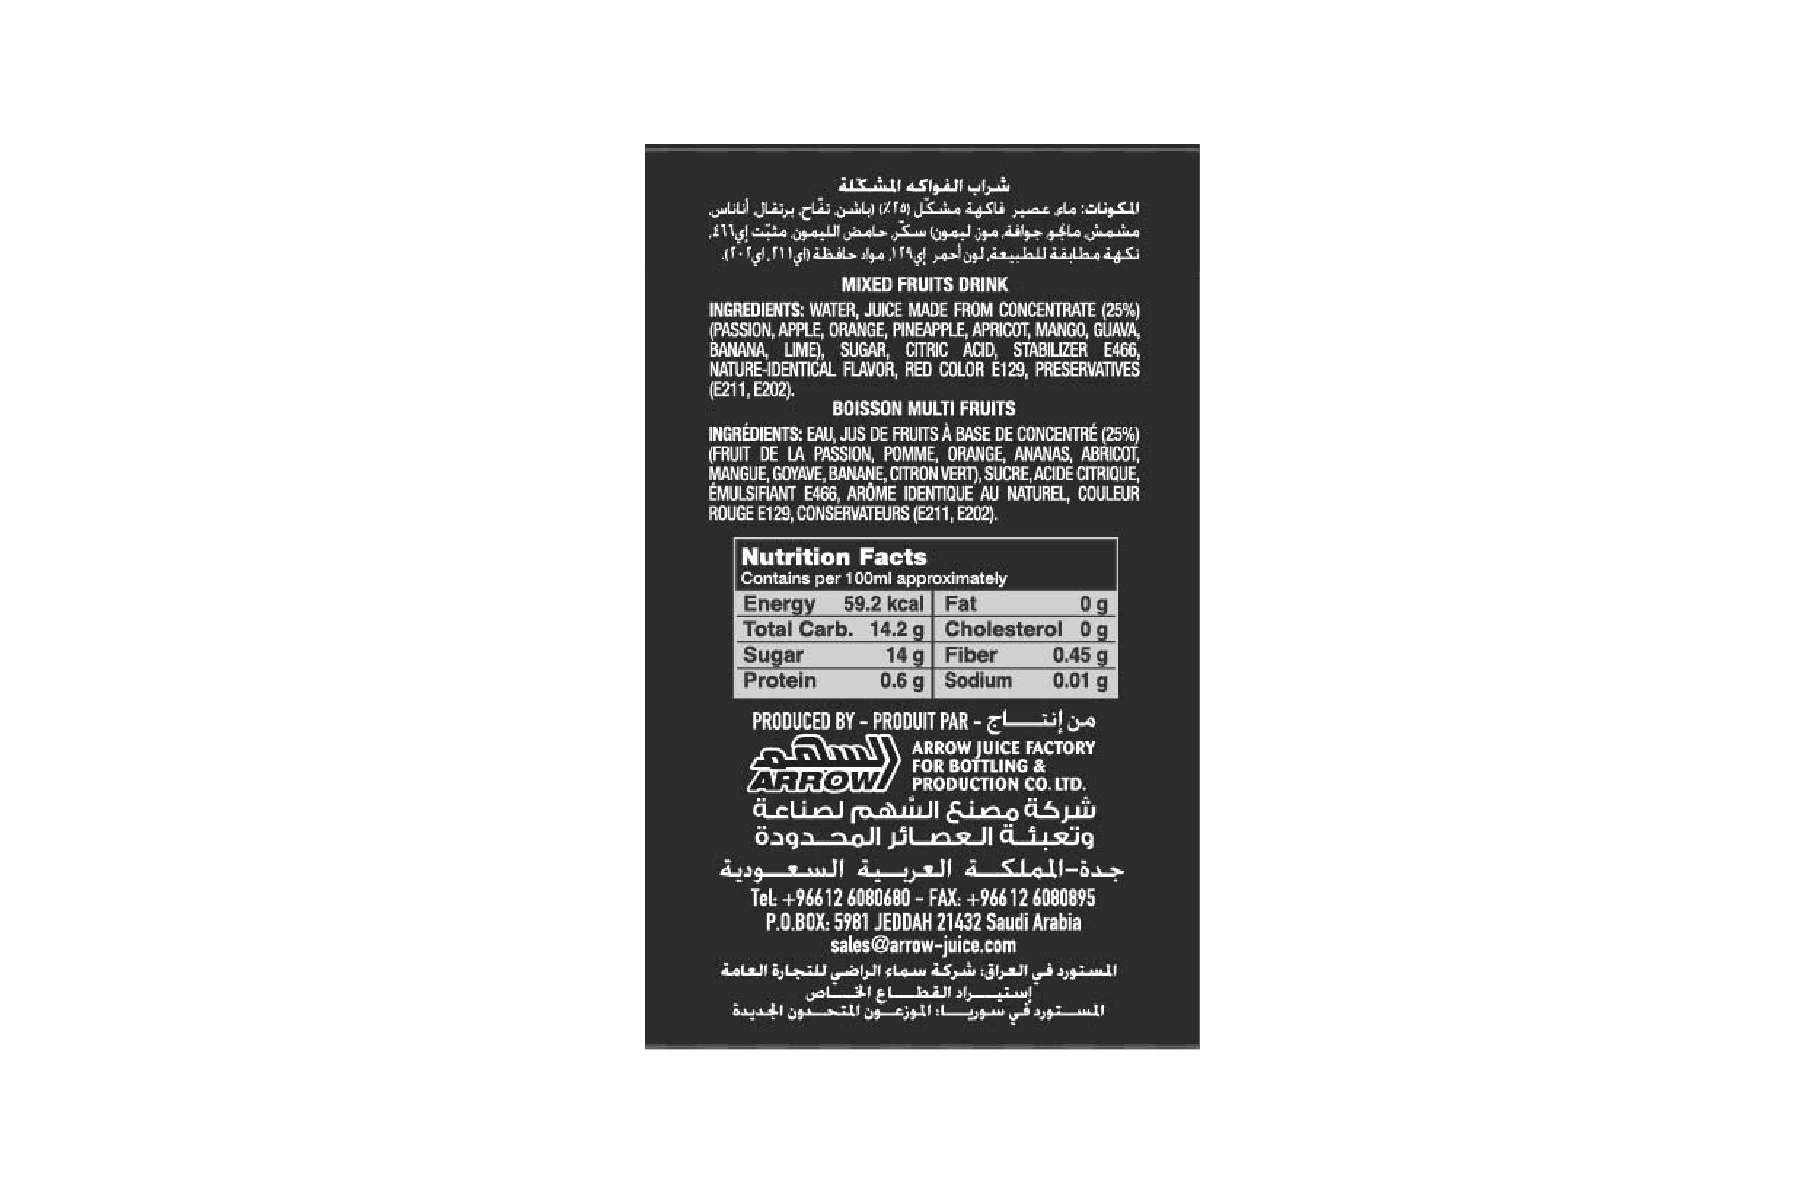 شراب الفواكه المشكّلة
المكونات: ماء، عصير فاكهة مشكّل (٢٥٪) (باشن، تفّاح، برتقال، أناناس،
مشمش، مانجو، جوافة، موز، ليمون) سكّر، حامض الليمون، مثبّت إي٤٦٦،
نكهة مطابقة للطبيعة، لون أحمر إي١٢٩، مواد حافظة (اي٢١١، اي٢٠٢).
MIXED FRUITS DRINK
INGREDIENTS: WATER, JUICE MADE FROM CONCENTRATE (25%)
(PASSION, APPLE, ORANGE, PINEAPPLE, APRICOT, MANGO, GUAVA,
BANANA, LIME), SUGAR, CITRIC ACID, STABILIZER E466,
NATURE-IDENTICAL FLAVOR, RED COLOR E129, PRESERVATIVES
(E211, E202).
BOISSON MULTI FRUITS
INGRÉDIENTS: EAU, JUS DE FRUITS À BASE DE CONCENTRÉ (25%)
(FRUIT DE LA PASSION, POMME, ORANGE, ANANAS, ABRICOT,
MANGUE, GOYAVE, BANANE, CITRON VERT), SUCRE, ACIDE CITRIQUE,
ÉMULSIFIANT E466, ARÔME IDENTIQUE AU NATUREL, COULEUR
ROUGE E129, CONSERVATEURS (E211, E202).
Nutrition Facts
Contains per 100ml approximately
Energy 59.2 kcal Fat 0 g
Total Carb. 14.2 g Cholesterol 0 g
Sugar 14 g Fiber 0.45 g
Protein 0.6 g Sodium 0.01 g
PRODUCED BY - PRODUIT PAR - من إنتاج
السهم
ARROW
ARROW JUICE FACTORY
FOR BOTTLING &
PRODUCTION CO. LTD.
شركة مصنع السّهم لصناعة
وتعبئة العصائر المحدودة
جدة-المملكة العربية السعودية
Tel: +966 12 6080680 - FAX: +966 12 6080895
P.O.BOX: 5981 JEDDAH 21432 Saudi Arabia
sales@arrow-juice.com
المستورد في العراق: شركة سماء الراضي للتجارة العامة
إستيراد القطاع الخاص
المستورد في سوريا: الموزعون المتحدون الجديدة